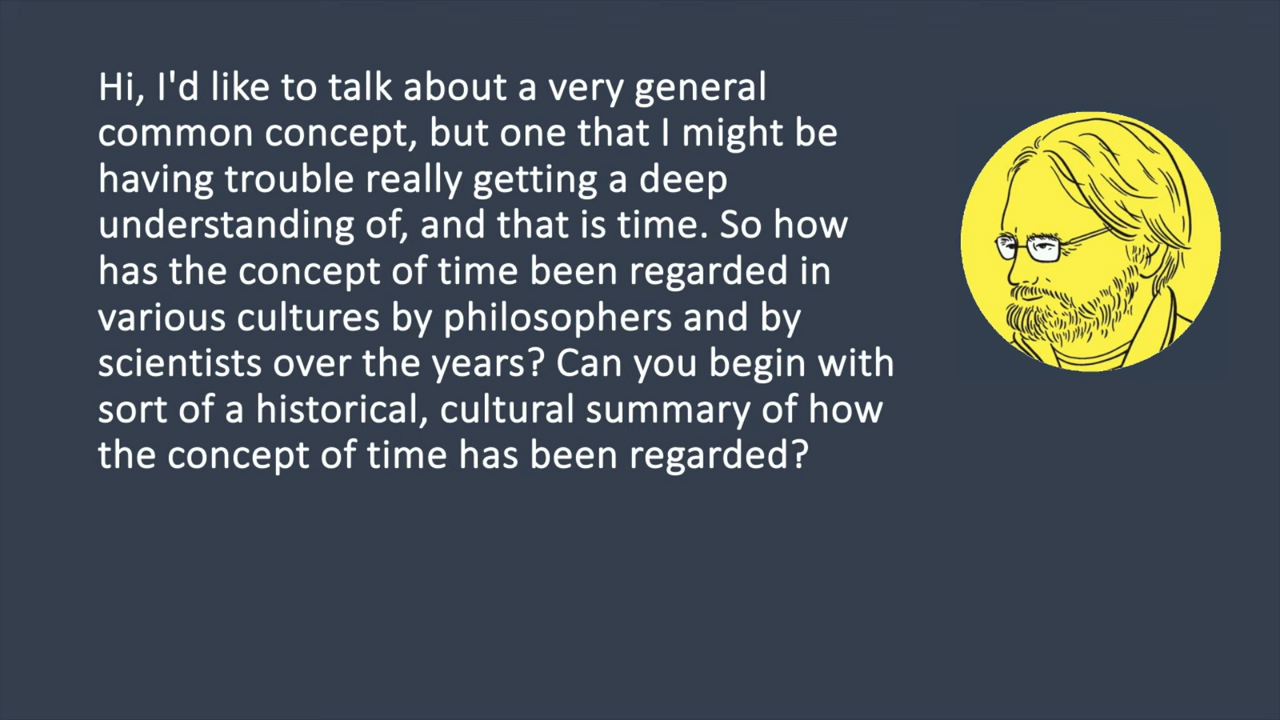 Hi, I'd like to talk about a very general
common concept, but one that I might be
having trouble really getting a deep
understanding of, and that is time. So how
has the concept of time been regarded in
various cultures by philosophers and by
scientists over the years? Can you begin with
sort of a historical, cultural summary of how
the concept of time has been regarded?